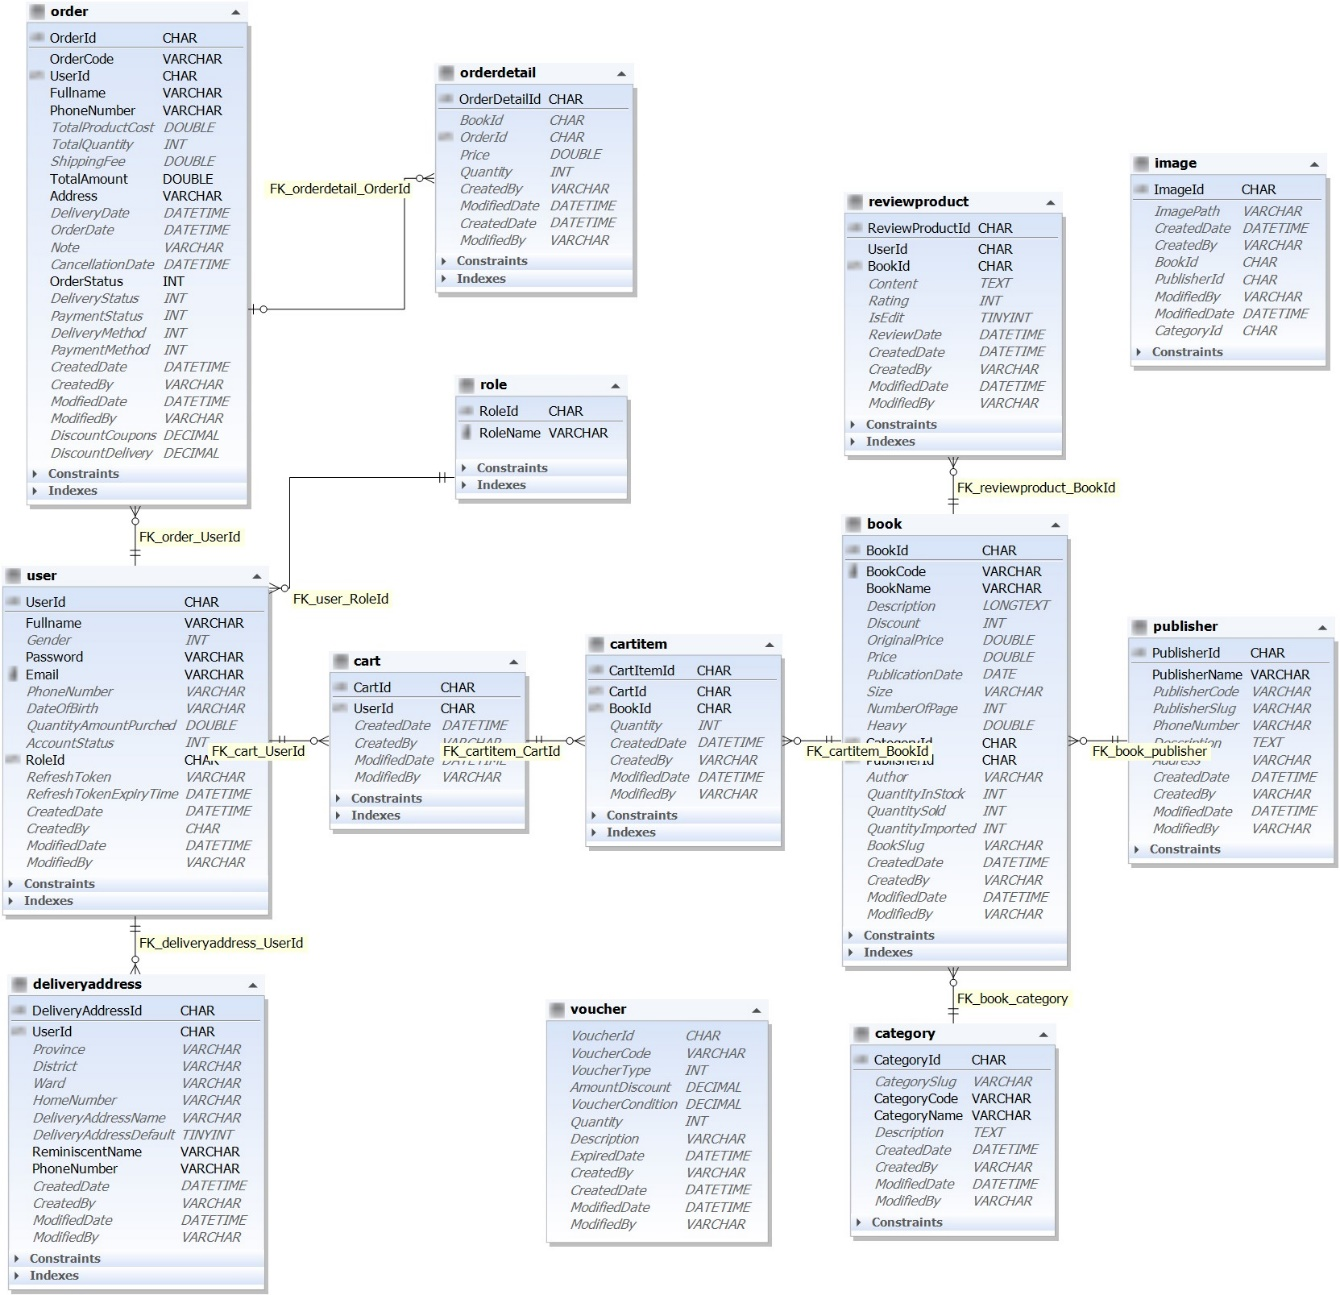 order
OrderId CHAR
OrderCode VARCHAR
UserId CHAR
Fullname VARCHAR
PhoneNumber VARCHAR
TotalProductCost DOUBLE
TotalQuantity INT
ShippingFee DOUBLE
TotalAmount DOUBLE
Address VARCHAR
DeliveryDate DATETIME
OrderDate DATETIME
Note VARCHAR
CancellationDate DATETIME
OrderStatus INT
DeliveryStatus INT
PaymentStatus INT
DeliveryMethod INT
PaymentMethod INT
CreatedDate DATETIME
CreatedBy VARCHAR
ModfiedDate DATETIME
ModifiedBy VARCHAR
DiscountCoupons DECIMAL
DiscountDelivery DECIMAL
Constraints
Indexes
orderdetail
OrderDetailId CHAR
BookId CHAR
OrderId CHAR
Price DOUBLE
Quantity INT
CreatedBy VARCHAR
ModifiedDate DATETIME
CreatedDate DATETIME
ModifiedBy VARCHAR
Constraints
Indexes
FK_orderdetail_OrderId
role
RoleId CHAR
RoleName VARCHAR
Constraints
Indexes
reviewproduct
ReviewProductId CHAR
UserId CHAR
BookId CHAR
Content TEXT
Rating INT
IsEdit TINYINT
ReviewDate DATETIME
CreatedDate DATETIME
CreatedBy VARCHAR
ModifiedDate DATETIME
ModifiedBy VARCHAR
Constraints
Indexes
image
ImageId CHAR
ImagePath VARCHAR
CreatedDate DATETIME
CreatedBy VARCHAR
BookId CHAR
PublisherId CHAR
ModifiedBy VARCHAR
ModifiedDate DATETIME
CategoryId CHAR
Constraints
FK_reviewproduct_BookId
FK_order_UserId
FK_user_RoleId
user
UserId CHAR
Fullname VARCHAR
Gender INT
Password VARCHAR
Email VARCHAR
PhoneNumber VARCHAR
DateOfBirth VARCHAR
QuantityAmountPurched DOUBLE
AccountStatus INT
RoleId CHAR
RefreshToken VARCHAR
RefreshTokenExpiryTime DATETIME
CreatedDate DATETIME
CreatedBy CHAR
ModifiedDate DATETIME
ModifiedBy VARCHAR
Constraints
Indexes
FK_cart_UserId
cart
CartId CHAR
UserId CHAR
CreatedDate DATETIME
CreatedBy VARCHAR
ModifiedDate DATETIME
ModifiedBy VARCHAR
Constraints
Indexes
FK_cartitem_CartId
cartitem
CartItemId CHAR
CartId CHAR
BookId CHAR
Quantity INT
CreatedDate DATETIME
CreatedBy VARCHAR
ModifiedDate DATETIME
ModifiedBy VARCHAR
Constraints
Indexes
FK_cartitem_BookId
book
BookId CHAR
BookCode VARCHAR
BookName VARCHAR
Description LONGTEXT
Discount INT
OriginalPrice DOUBLE
Price DOUBLE
PublicationDate DATE
Size VARCHAR
NumberOfPage INT
Heavy DOUBLE
CategoryId CHAR
PublisherId CHAR
Author VARCHAR
QuantityInStock INT
QuantitySold INT
QuantityImported INT
BookSlug VARCHAR
CreatedDate DATETIME
CreatedBy VARCHAR
ModifiedDate DATETIME
ModifiedBy VARCHAR
Constraints
Indexes
FK_book_publisher
publisher
PublisherId CHAR
PublisherName VARCHAR
PublisherCode VARCHAR
PublisherSlug VARCHAR
PhoneNumber VARCHAR
Description TEXT
Address VARCHAR
CreatedDate DATETIME
CreatedBy VARCHAR
ModifiedDate DATETIME
ModifiedBy VARCHAR
Constraints
FK_deliveryaddress_UserId
deliveryaddress
DeliveryAddressId CHAR
UserId CHAR
Province VARCHAR
District VARCHAR
Ward VARCHAR
HomeNumber VARCHAR
DeliveryAddressName VARCHAR
DeliveryAddressDefault TINYINT
ReminiscentName VARCHAR
PhoneNumber VARCHAR
CreatedDate DATETIME
CreatedBy VARCHAR
ModifiedDate DATETIME
ModifiedBy VARCHAR
Constraints
Indexes
voucher
VoucherId CHAR
VoucherCode VARCHAR
VoucherType INT
AmountDiscount DECIMAL
VoucherCondition DECIMAL
Quantity INT
Description VARCHAR
ExpiredDate DATETIME
CreatedBy VARCHAR
CreatedDate DATETIME
ModifiedDate DATETIME
ModifiedBy VARCHAR
FK_book_category
category
CategoryId CHAR
CategorySlug VARCHAR
CategoryCode VARCHAR
CategoryName VARCHAR
Description TEXT
CreatedDate DATETIME
CreatedBy VARCHAR
ModifiedDate DATETIME
ModifiedBy VARCHAR
Constraints